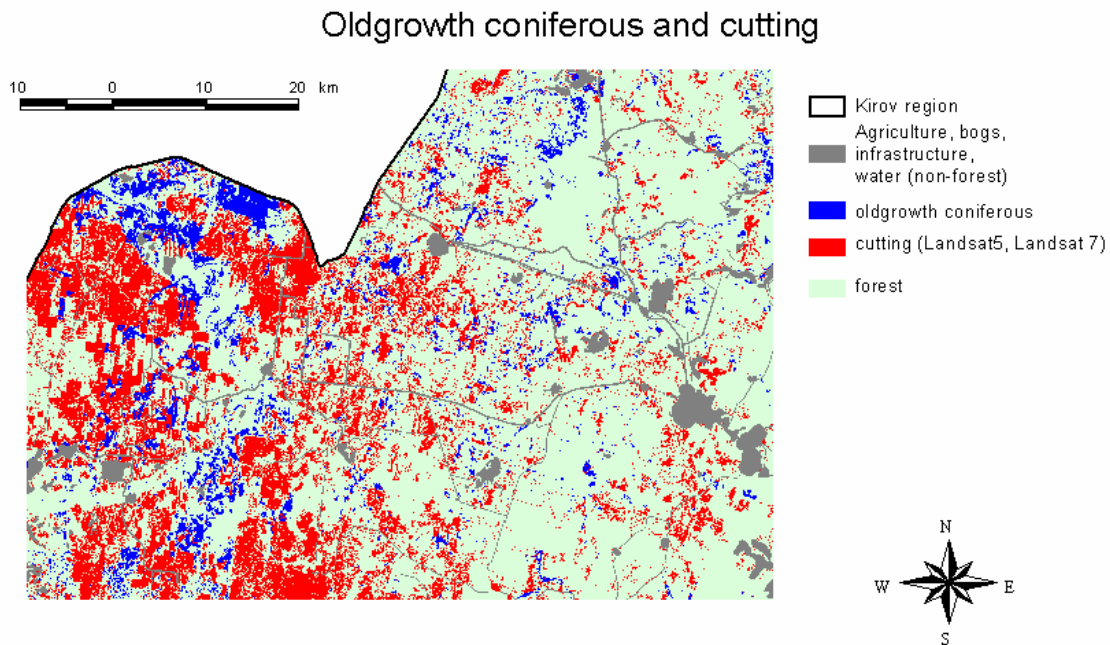 Oldgrowth coniferous and cutting
10 0 10 20 km
Kirov region
Agriculture, bogs,
infrastructure,
water (non-forest)
oldgrowth coniferous
cutting (Landsat5, Landsat 7)
forest
N
W E
S